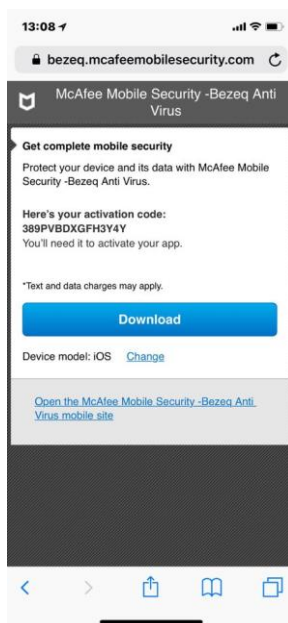 13:08
bezeq.mcafeemobilesecurity.com
McAfee Mobile Security -Bezeq Anti
Virus
Get complete mobile security
Protect your device and its data with McAfee Mobile
Security -Bezeq Anti Virus.
Here's your activation code:
389PVBDXGFH3Y4Y
You'll need it to activate your app.
*Text and data charges may apply.
Download
Device model: iOS Change
Open the McAfee Mobile Security -Bezeq Anti
Virus mobile site